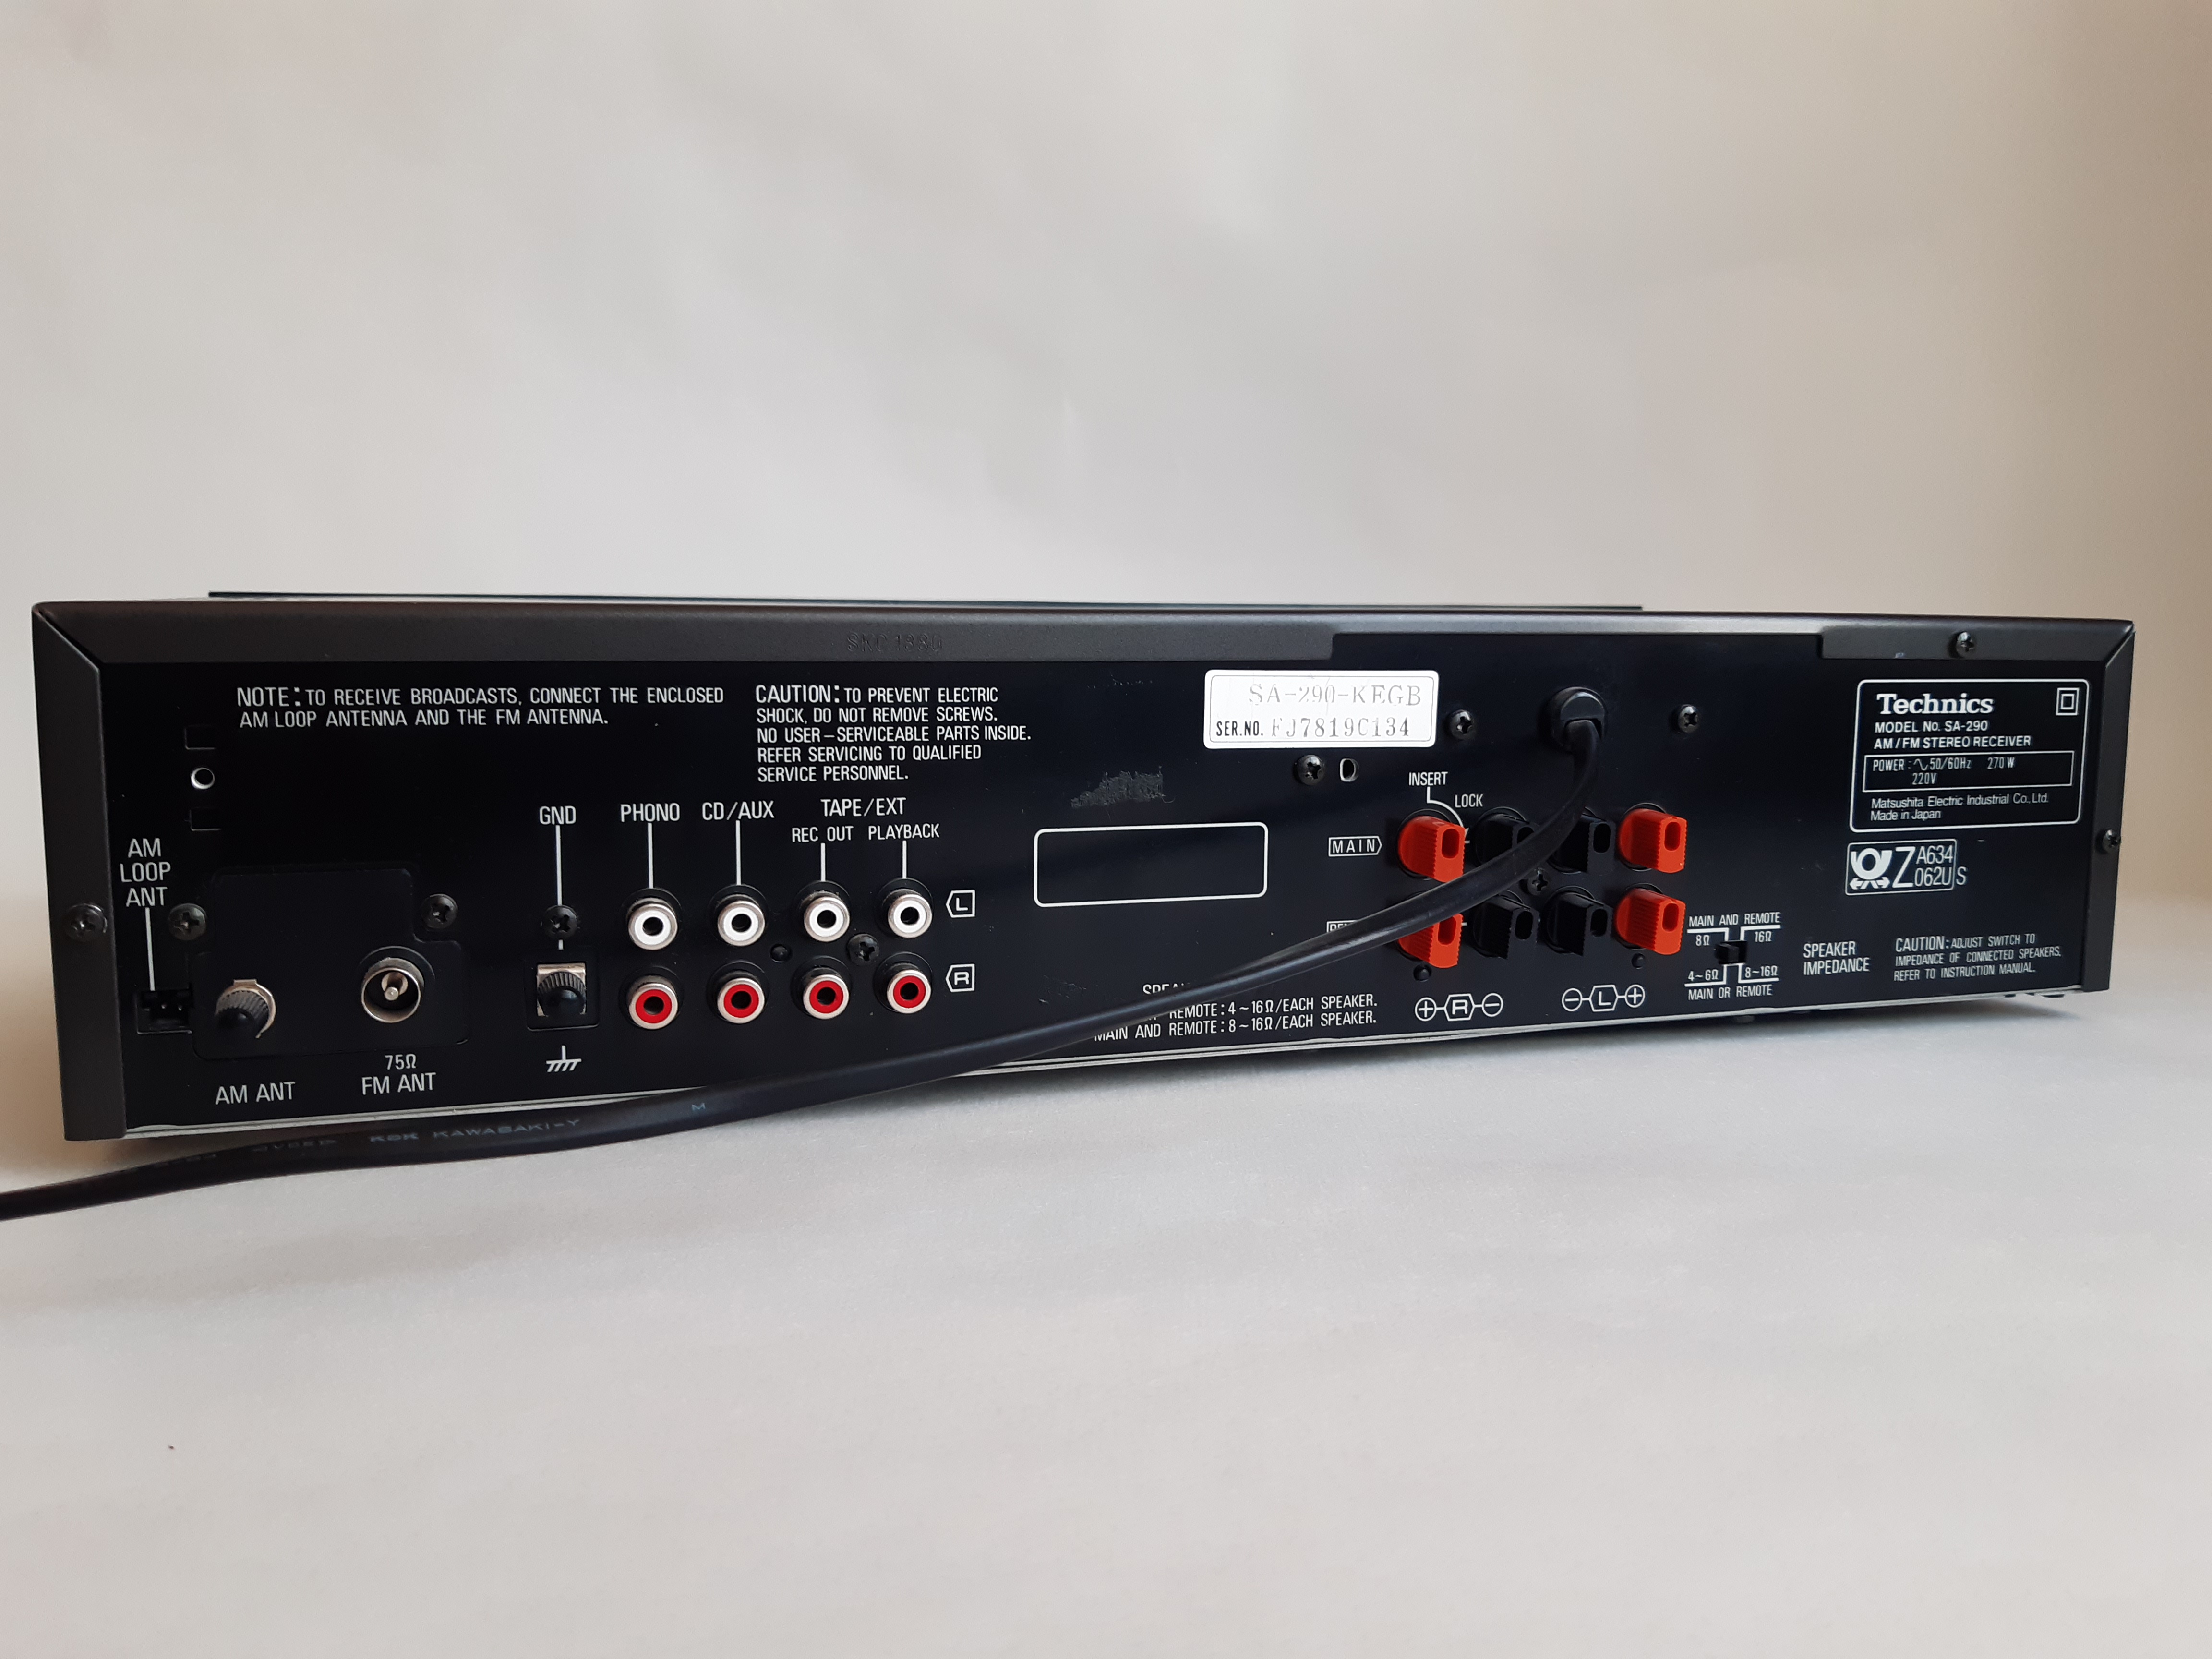 NOTE: TO RECEIVE BROADCASTS, CONNECT THE ENCLOSED
AM LOOP ANTENNA AND THE FM ANTENNA.
CAUTION: TO PREVENT ELECTRIC
SHOCK, DO NOT REMOVE SCREWS.
NO USER-SERVICEABLE PARTS INSIDE.
REFER SERVICING TO QUALIFIED
SERVICE PERSONNEL.
SA-290-KEGB
SER.NO. FJ7819C134
Technics
MODEL No. SA-290
AM/FM STEREO RECEIVER
POWER: 50/60Hz 270W
220V
Matsushita Electric Industrial Co., Ltd.
Made in Japan
Z A634
062U S
AM
LOOP
ANT
GND
PHONO
CD/AUX
TAPE/EXT
REC OUT PLAYBACK
L
R
AM ANT
75Ω
FM ANT
INSERT
LOCK
MAIN
REMOTE: 4~16Ω/EACH SPEAKER.
MAIN AND REMOTE: 8~16Ω/EACH SPEAKER.
⊕ R ⊖
⊖ L ⊕
MAIN AND REMOTE
8Ω 16Ω
4~6Ω 8~16Ω
MAIN OR REMOTE
SPEAKER
IMPEDANCE
CAUTION: ADJUST SWITCH TO
IMPEDANCE OF CONNECTED SPEAKERS.
REFER TO INSTRUCTION MANUAL.
KAWASAKI-Y